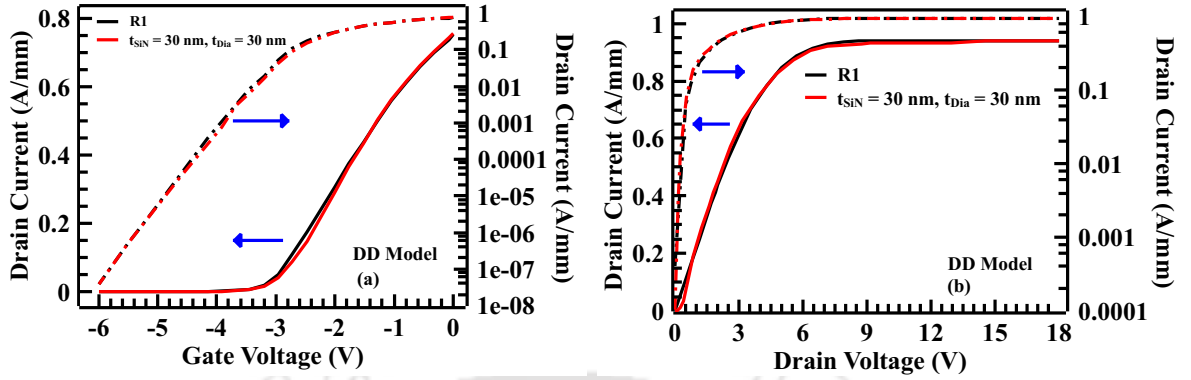 0.8
0.6
0.4
0.2
0
Drain Current (A/mm)
R1
tSiN = 30 nm, tDia = 30 nm
DD Model
(a)
1
0.1
0.01
0.001
0.0001
1e-05
1e-06
1e-07
1e-08
Drain Current (A/mm)
-6 -5 -4 -3 -2 -1 0
Gate Voltage (V)
1
0.8
0.6
0.4
0.2
0
Drain Current (A/mm)
R1
tSiN = 30 nm, tDia = 30 nm
DD Model
(b)
1
0.1
0.01
0.001
0.0001
Drain Current (A/mm)
0 3 6 9 12 15 18
Drain Voltage (V)